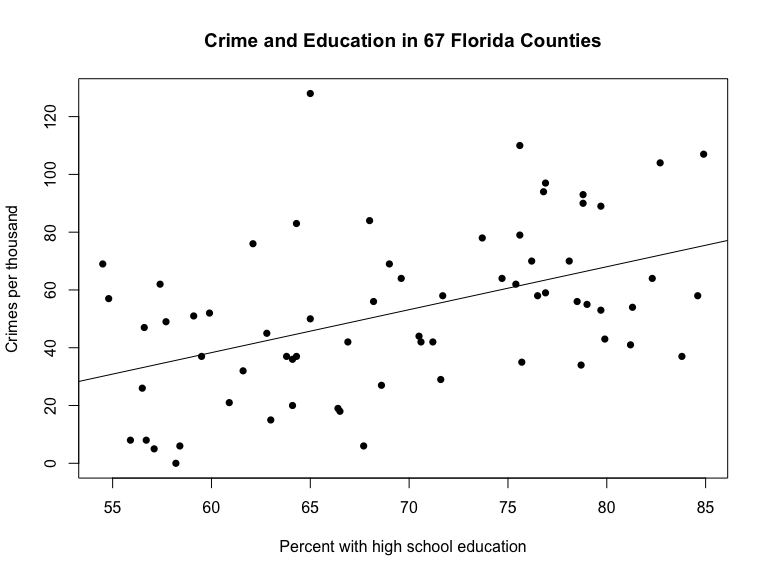 Crime and Education in 67 Florida Counties
120
100
80
60
40
20
0
Crimes per thousand
55 60 65 70 75 80 85
Percent with high school education